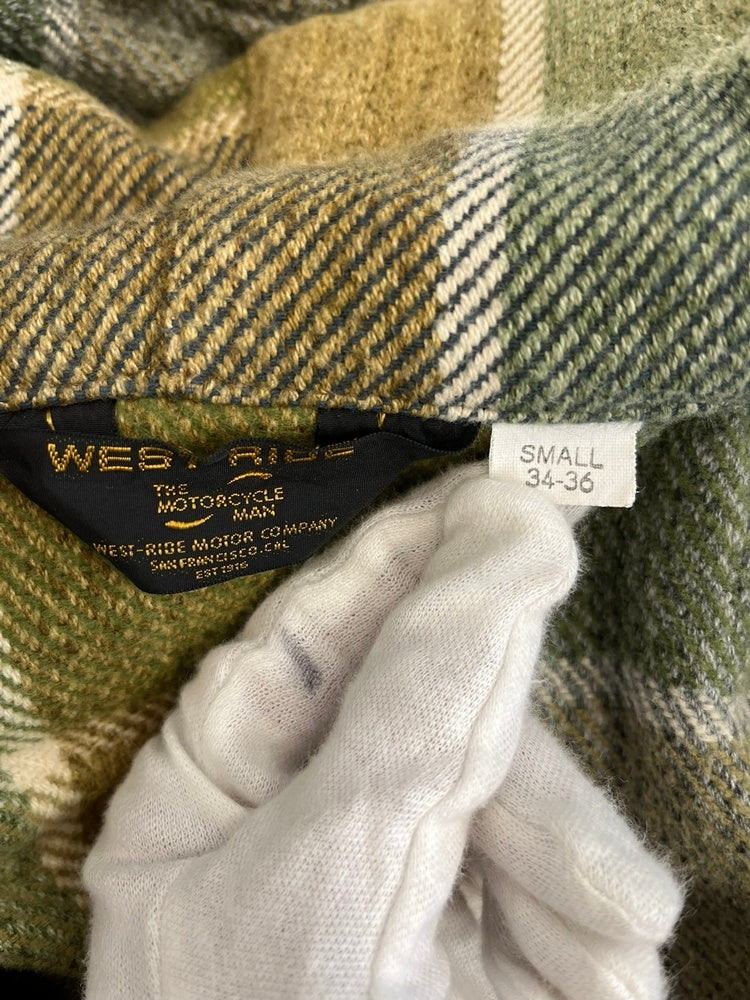 WEST RIDE
THE
MOTORCYCLE
MAN
WEST-RIDE MOTOR COMPANY
SAN FRANCISCO-CAL
EST 1916
SMALL
34-36